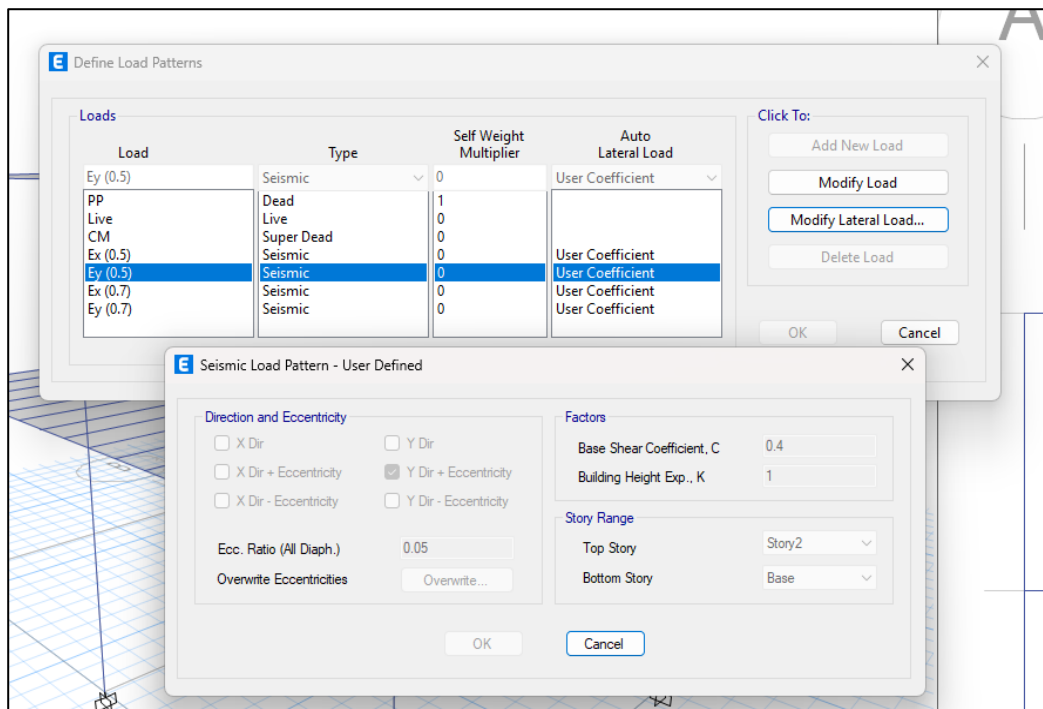 A
E Define Load Patterns
Loads
Click To:
Load Type Self Weight Multiplier Auto Lateral Load
Ey (0.5) Seismic 0 User Coefficient
PP Dead 1
Live Live 0
CM Super Dead 0
Ex (0.5) Seismic 0 User Coefficient
Ey (0.5) Seismic 0 User Coefficient
Ex (0.7) Seismic 0 User Coefficient
Ey (0.7) Seismic 0 User Coefficient
Add New Load
Modify Load
Modify Lateral Load...
Delete Load
OK Cancel
E Seismic Load Pattern - User Defined
Direction and Eccentricity
X Dir Y Dir
X Dir + Eccentricity Y Dir + Eccentricity
X Dir - Eccentricity Y Dir - Eccentricity
Ecc. Ratio (All Diaph.) 0.05
Overwrite Eccentricities Overwrite...
Factors
Base Shear Coefficient, C 0.4
Building Height Exp., K 1
Story Range
Top Story Story2
Bottom Story Base
OK Cancel